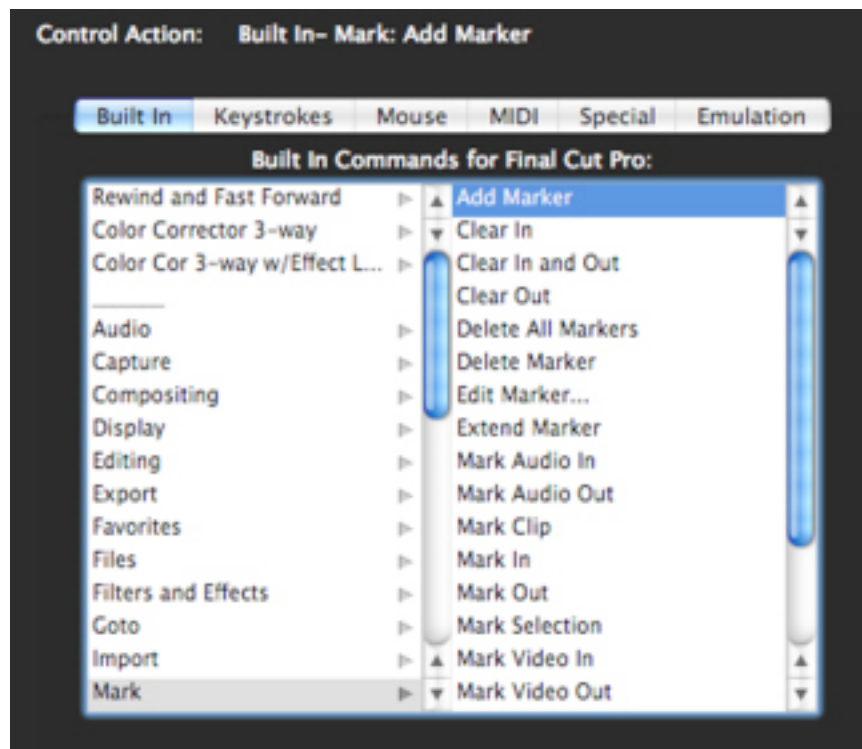 Control Action: Built In- Mark: Add Marker
Built In Keystrokes Mouse MIDI Special Emulation
Built In Commands for Final Cut Pro:
Rewind and Fast Forward
Color Corrector 3-way
Color Cor 3-way w/Effect L...
Audio
Capture
Compositing
Display
Editing
Export
Favorites
Files
Filters and Effects
Goto
Import
Mark
Add Marker
Clear In
Clear In and Out
Clear Out
Delete All Markers
Delete Marker
Edit Marker...
Extend Marker
Mark Audio In
Mark Audio Out
Mark Clip
Mark In
Mark Out
Mark Selection
Mark Video In
Mark Video Out